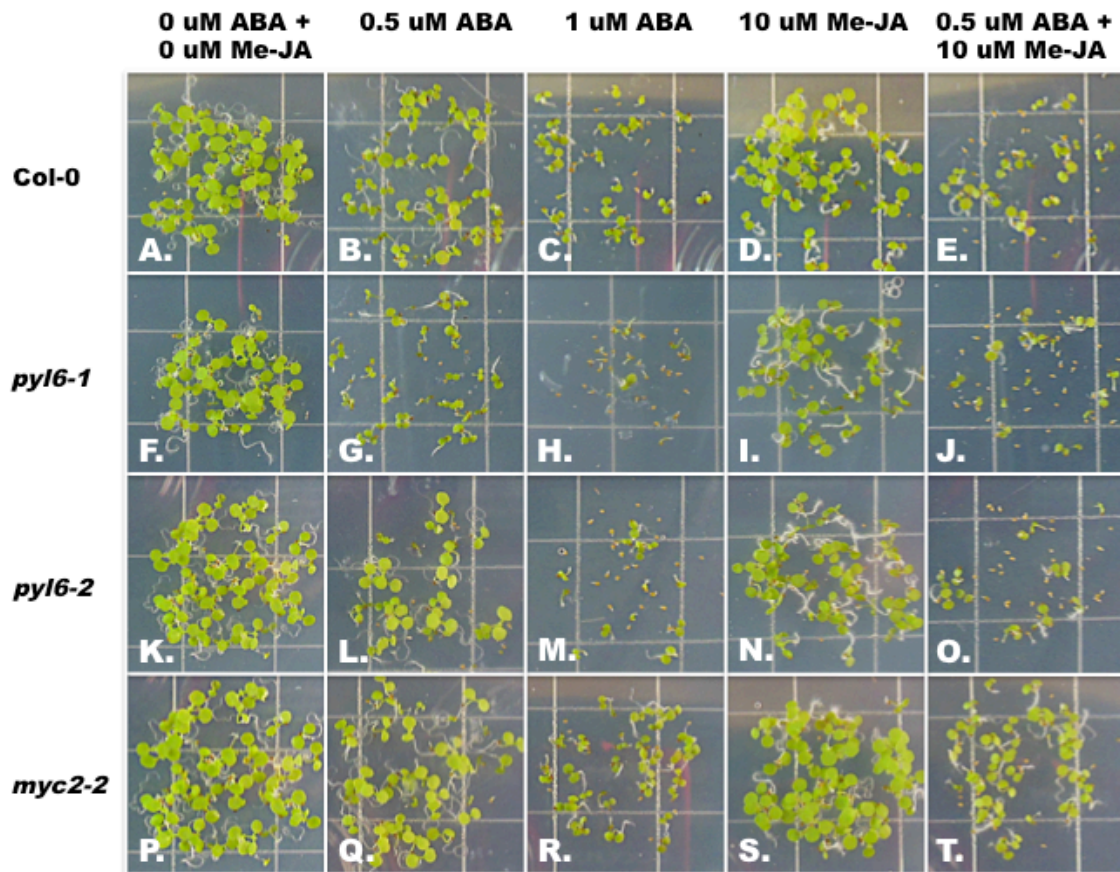 0 uM ABA + 0 uM Me-JA
0.5 uM ABA
1 uM ABA
10 uM Me-JA
0.5 uM ABA + 10 uM Me-JA
Col-0
A.
B.
C.
D.
E.
pyl6-1
F.
G.
H.
I.
J.
pyl6-2
K.
L.
M.
N.
O.
myc2-2
P.
Q.
R.
S.
T.